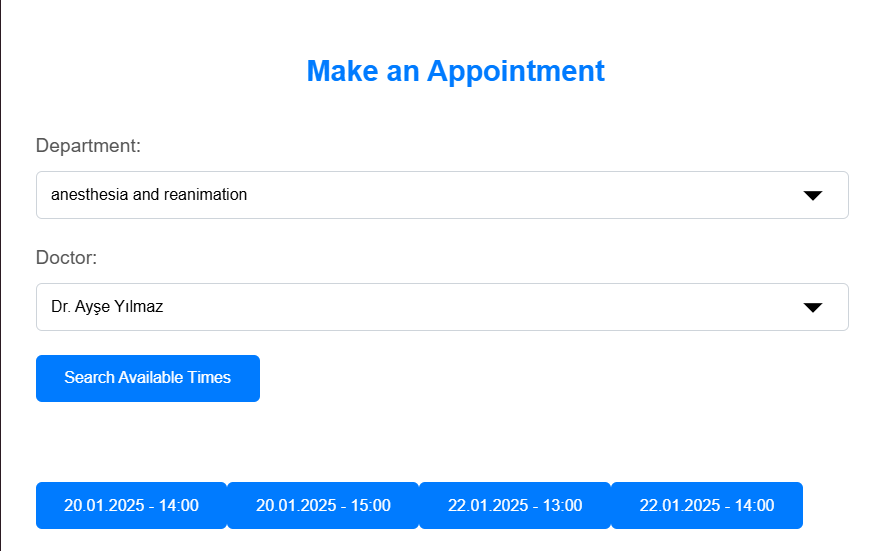 Make an Appointment
Department:
anesthesia and reanimation
Doctor:
Dr. Ayşe Yılmaz
Search Available Times
20.01.2025 - 14:00 20.01.2025 - 15:00 22.01.2025 - 13:00 22.01.2025 - 14:00